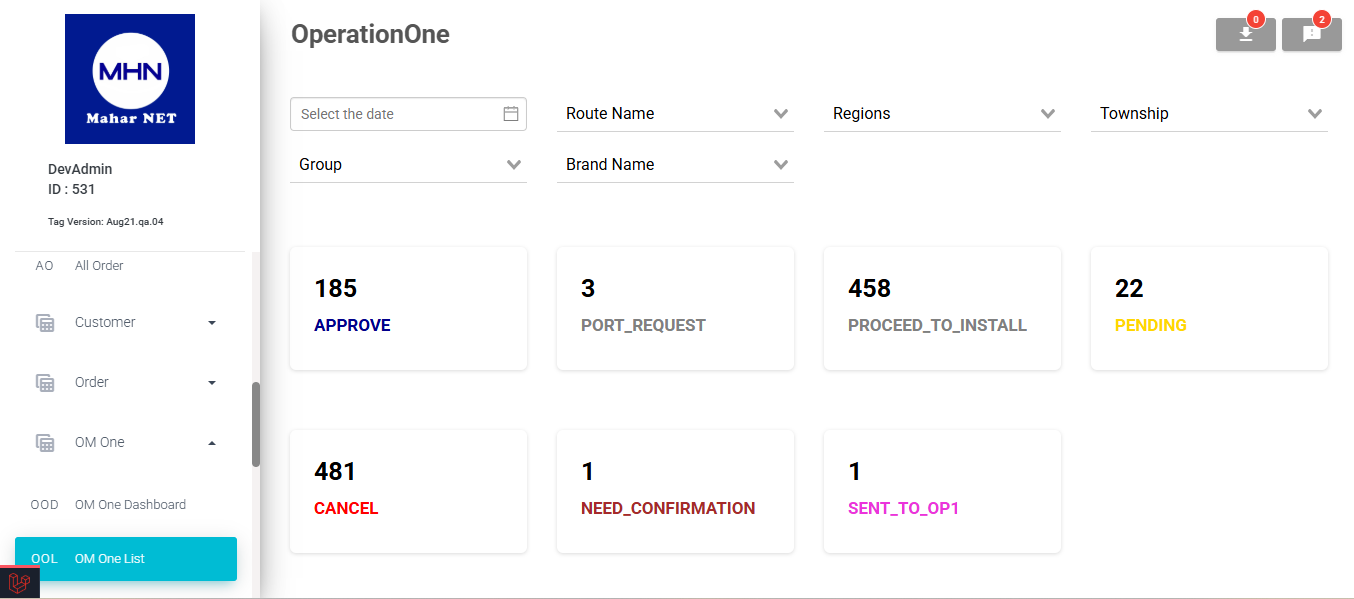 MHN
Mahar NET
DevAdmin
ID : 531
Tag Version: Aug21.qa.04
AO All Order
Customer
Order
OM One
OOD OM One Dashboard
OOL OM One List
OperationOne
0
2
Select the date
Route Name
Regions
Township
Group
Brand Name
185
APPROVE
3
PORT_REQUEST
458
PROCEED_TO_INSTALL
22
PENDING
481
CANCEL
1
NEED_CONFIRMATION
1
SENT_TO_OP1